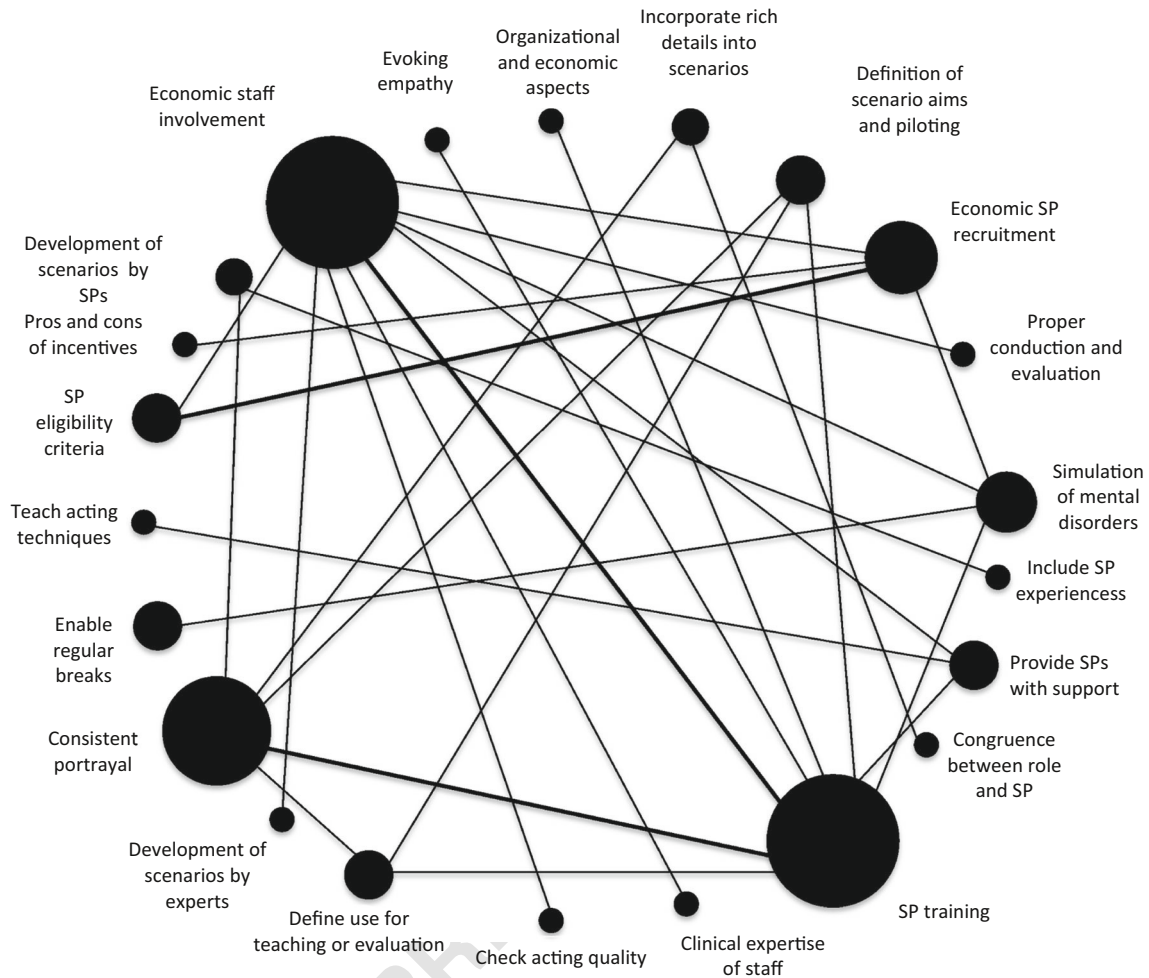 Incorporate rich
details into
scenarios
Organizational
and economic
aspects
Evoking
empathy
Definition of
scenario aims
and piloting
Economic staff
involvement
Economic SP
recruitment
Development of
scenarios by
SPs
Pros and cons
of incentives
Proper
conduction and
evaluation
SP
eligibility
criteria
Simulation
of mental
disorders
Teach acting
techniques
Include SP
experiencess
Enable
regular
breaks
Provide SPs
with support
Consistent
portrayal
Congruence
between role
and SP
Development of
scenarios by
experts
Define use for
teaching or evaluation
Check acting quality
Clinical expertise
of staff
SP training